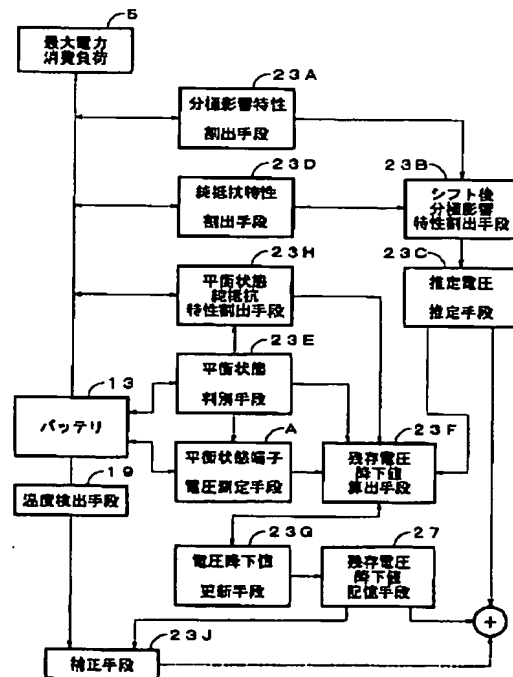 5
最大電力
消費負荷
23A
分極影響特性
割出手段
23D
純抵抗特性
割出手段
23B
シフト後
分極影響
特性割出手段
23H
平衡状態
純抵抗
特性割出手段
23C
推定電圧
推定手段
23E
平衡状態
判別手段
13
バッテリ
A
平衡状態端子
電圧測定手段
23F
残存電圧
降下値
算出手段
19
温度検出手段
23G
電圧降下値
更新手段
27
残存電圧
降下値
記憶手段
+
23J
補正手段